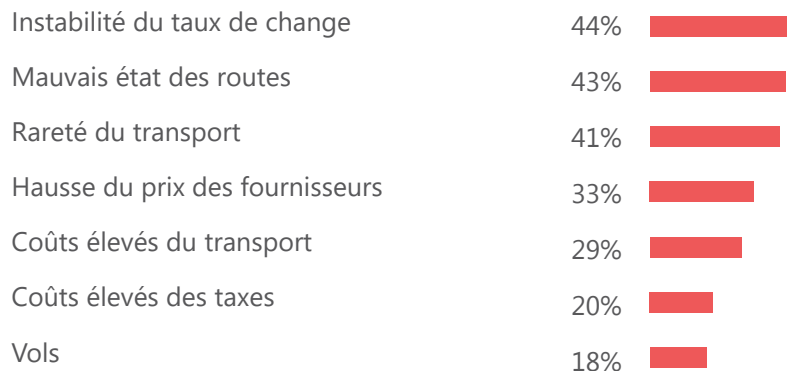 Instabilité du taux de change 44%
Mauvais état des routes 43%
Rareté du transport 41%
Hausse du prix des fournisseurs 33%
Coûts élevés du transport 29%
Coûts élevés des taxes 20%
Vols 18%